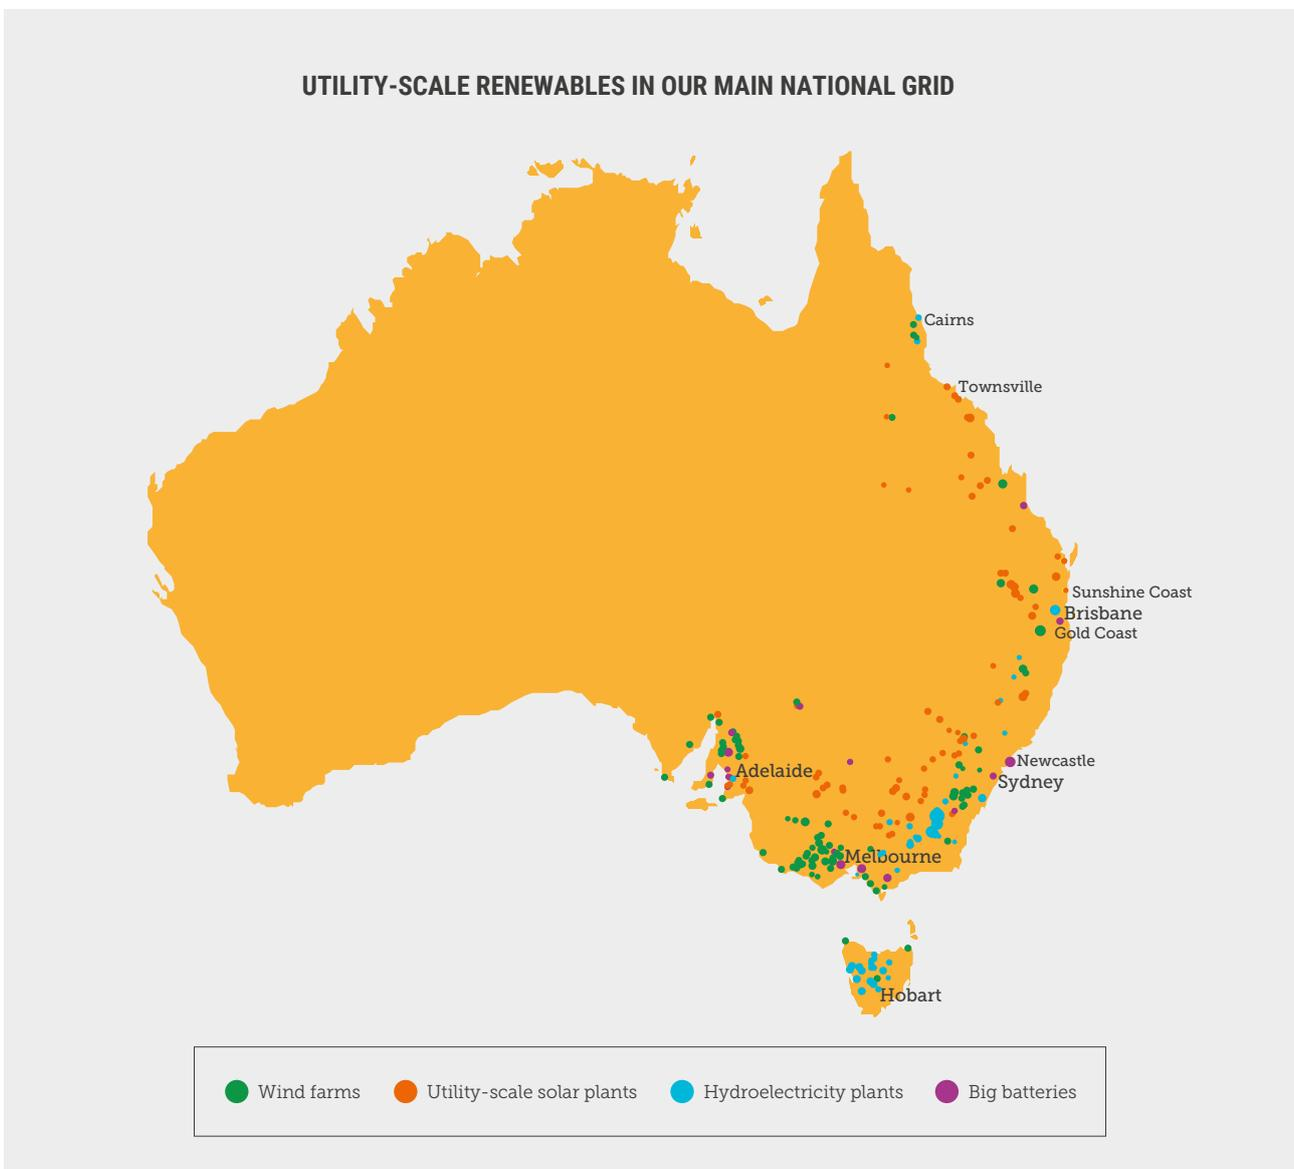 UTILITY-SCALE RENEWABLES IN OUR MAIN NATIONAL GRID
Cairns
Townsville
Sunshine Coast
Brisbane
Gold Coast
Newcastle
Adelaide
Sydney
Melbourne
Hobart
Wind farms
Utility-scale solar plants
Hydroelectricity plants
Big batteries